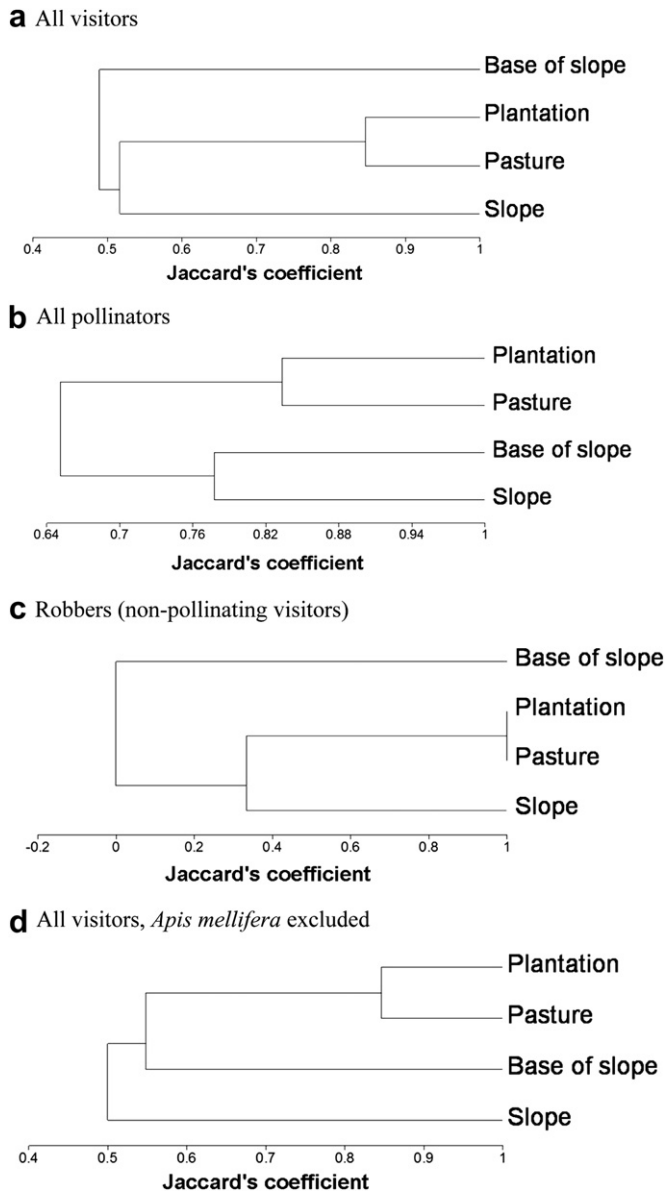 a All visitors
Base of slope
Plantation
Pasture
Slope
0.4 0.5 0.6 0.7 0.8 0.9 1
Jaccard's coefficient
b All pollinators
Plantation
Pasture
Base of slope
Slope
0.64 0.7 0.76 0.82 0.88 0.94 1
Jaccard's coefficient
c Robbers (non-pollinating visitors)
Base of slope
Plantation
Pasture
Slope
-0.2 0 0.2 0.4 0.6 0.8 1
Jaccard's coefficient
d All visitors, Apis mellifera excluded
Plantation
Pasture
Base of slope
Slope
0.4 0.5 0.6 0.7 0.8 0.9 1
Jaccard's coefficient